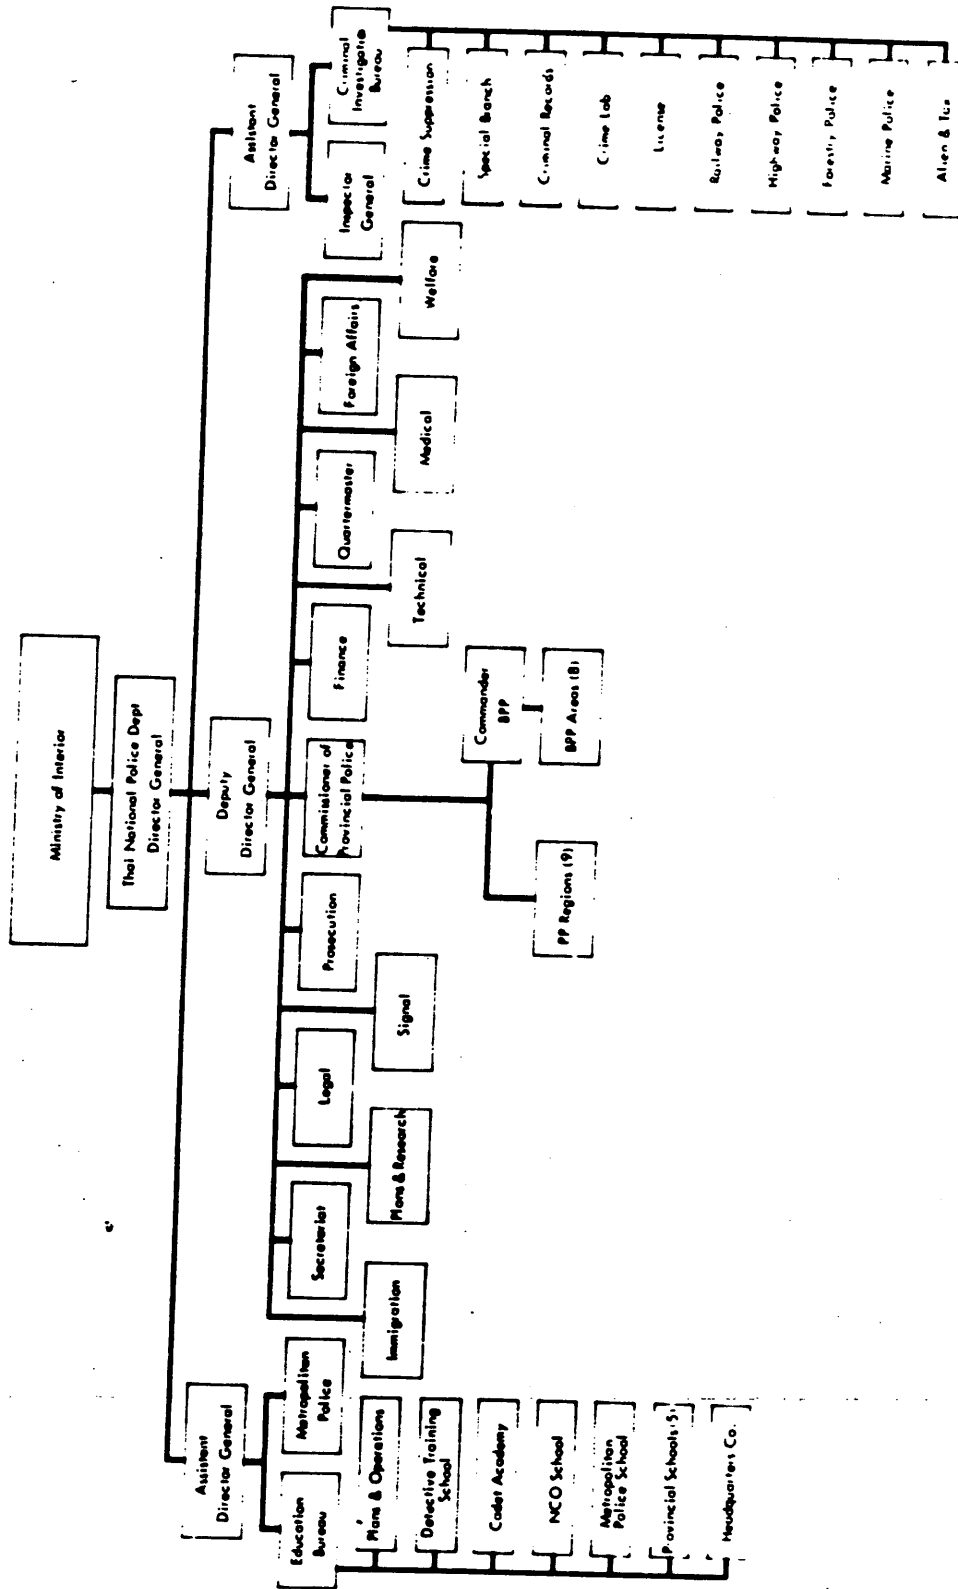 Ministry of Interior
Thai National Police Dept
Director General
Assistant
Director General
Deputy
Director General
Assistant
Director General
Education
Bureau
Metropolitan
Police
Plans & Operations
Detective Training
School
Cadet Academy
NCO School
Metropolitan
Police School
Provincial Schools (5)
Headquarters Co.
Immigration
Secretariat
Plans & Research
Legal
Signal
Prosecution
Commissioner of
Provincial Police
Finance
Technical
Quartermaster
Medical
Foreign Affairs
Welfare
PP Regions (9)
Commander
BPP
BPP Areas (8)
Inspector
General
Criminal
Investigation
Bureau
Crime Suppression
Special Branch
Criminal Records
Crime Lab
License
Railway Police
Highway Police
Forestry Police
Marine Police
Alien & Tax